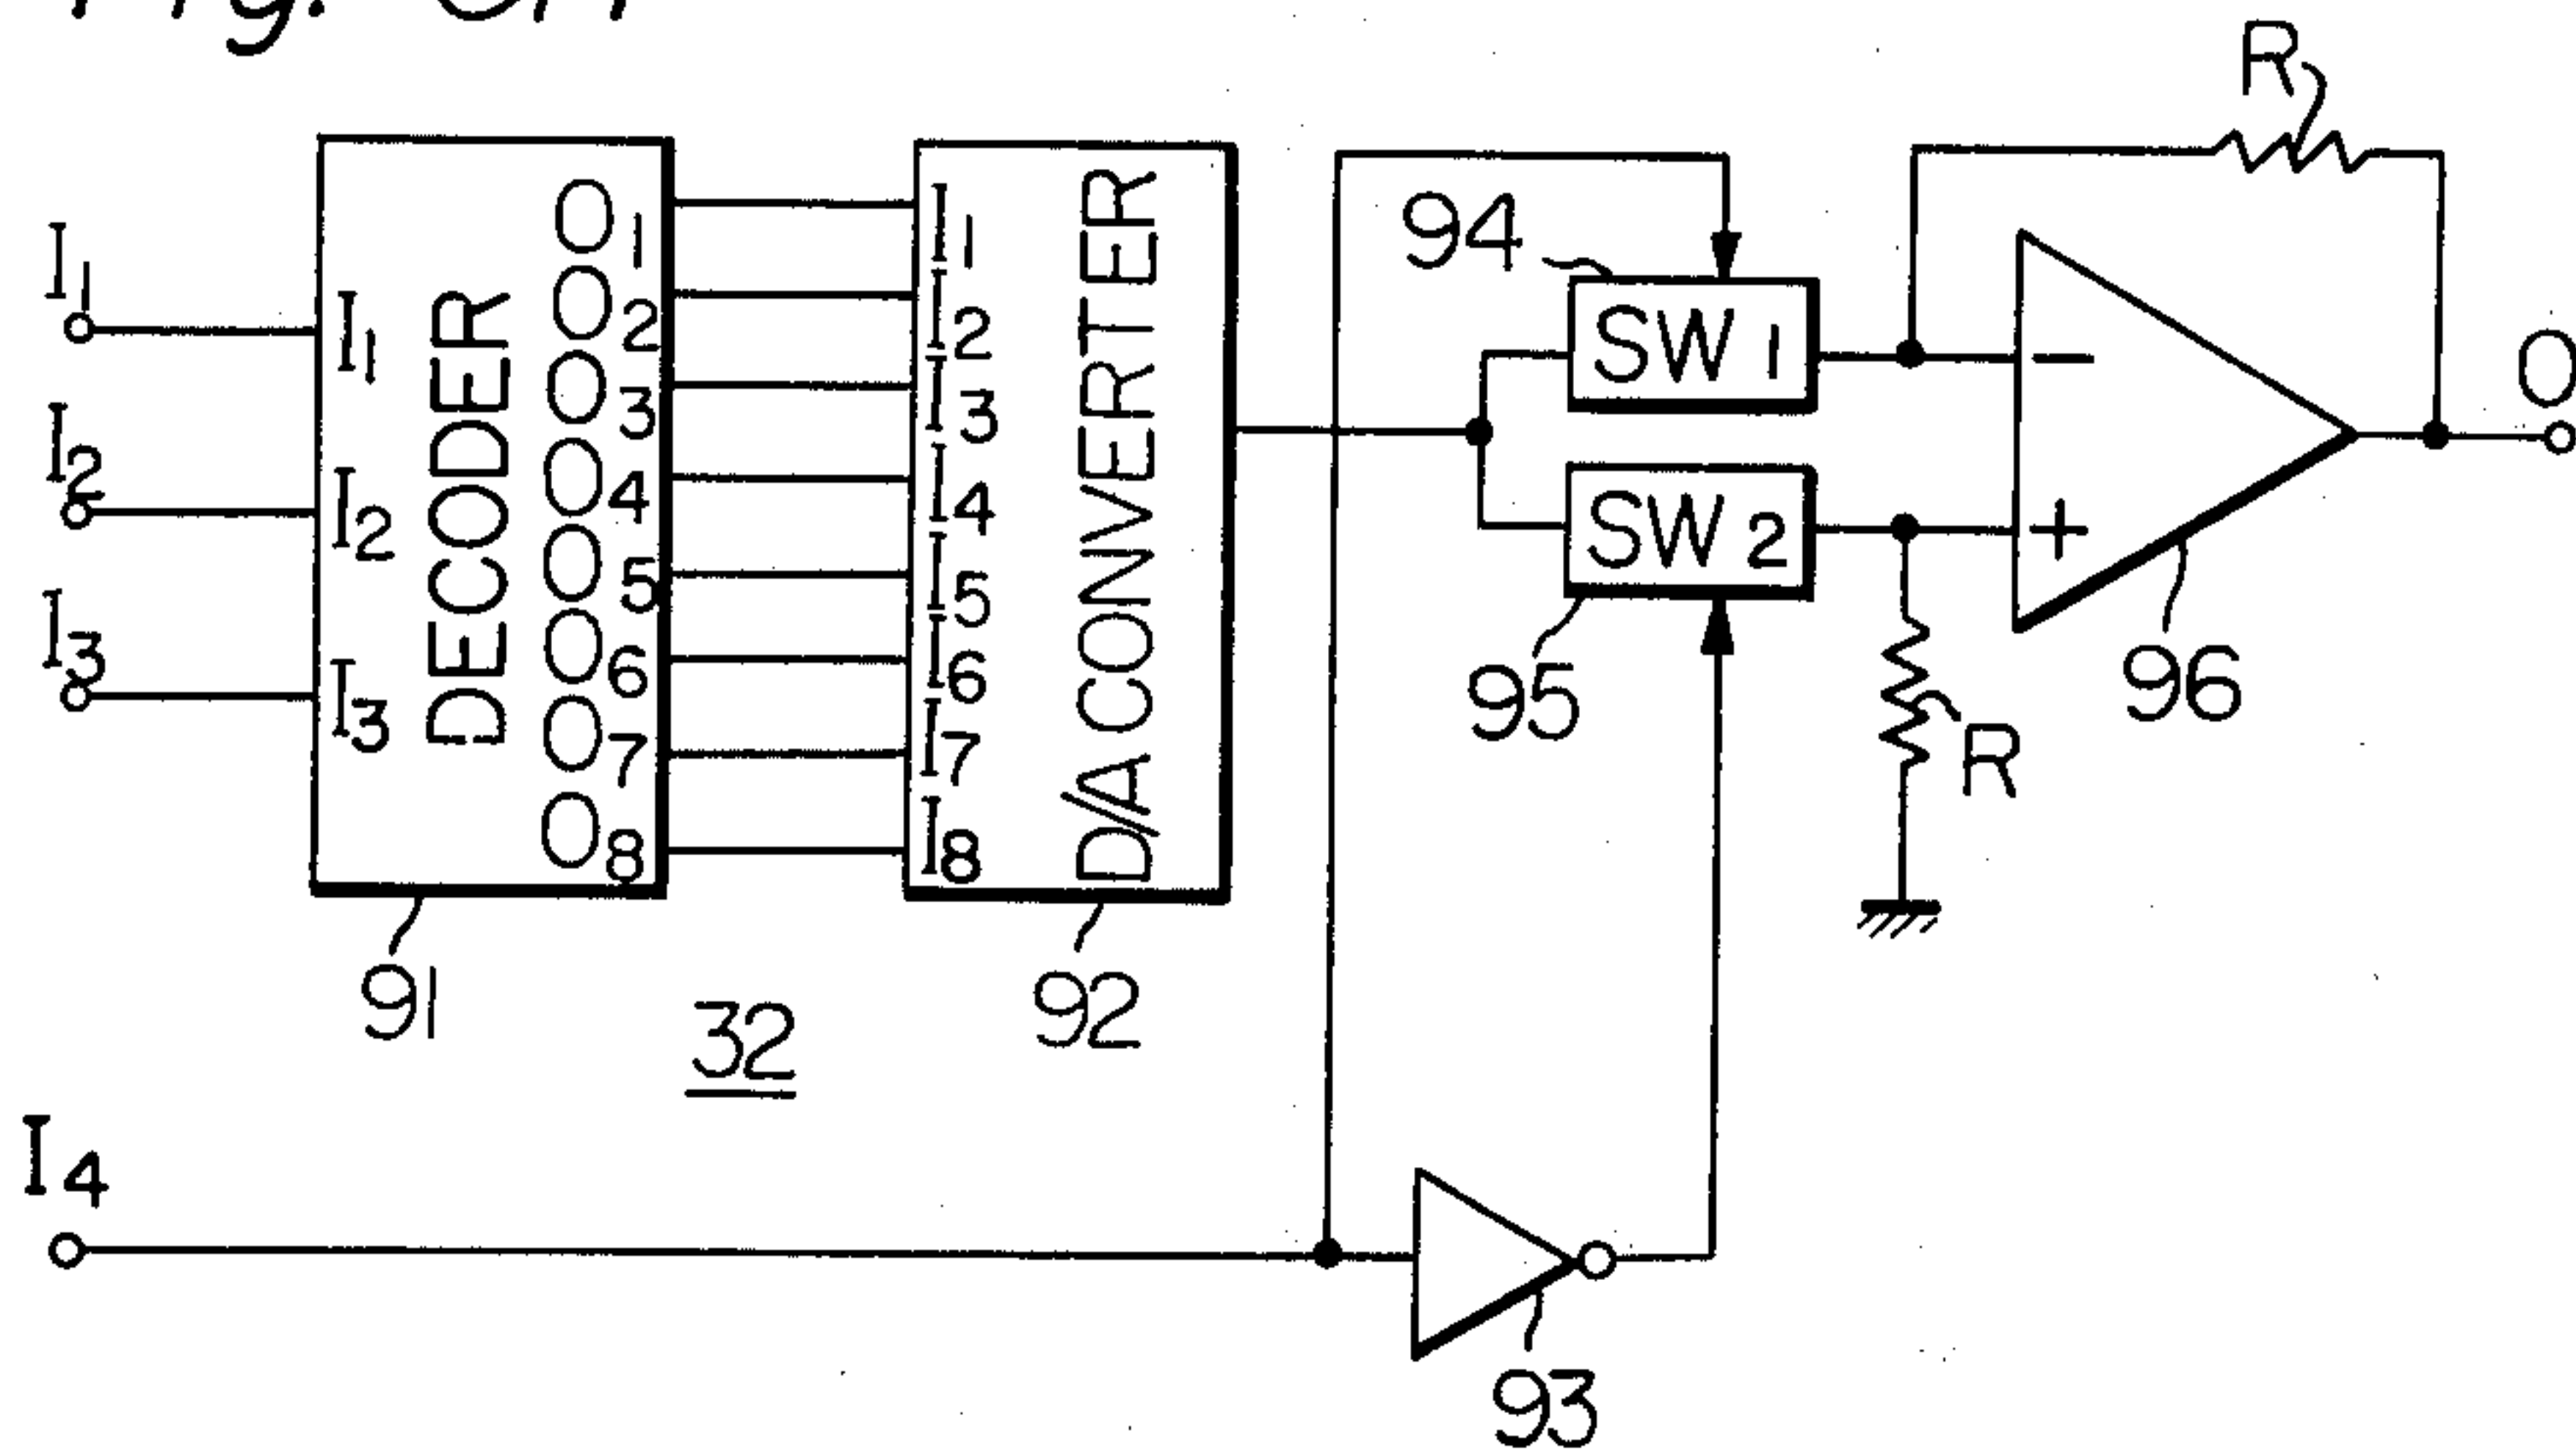 I1
I2
I3
I4
I1
I2
I3
DECODER
O1
O2
O3
O4
O5
O6
O7
O8
91
32
I1
I2
I3
I4
I5
I6
I7
I8
D/A CONVERTER
92
94
SW1
SW2
95
R
−
+
96
R
O
93